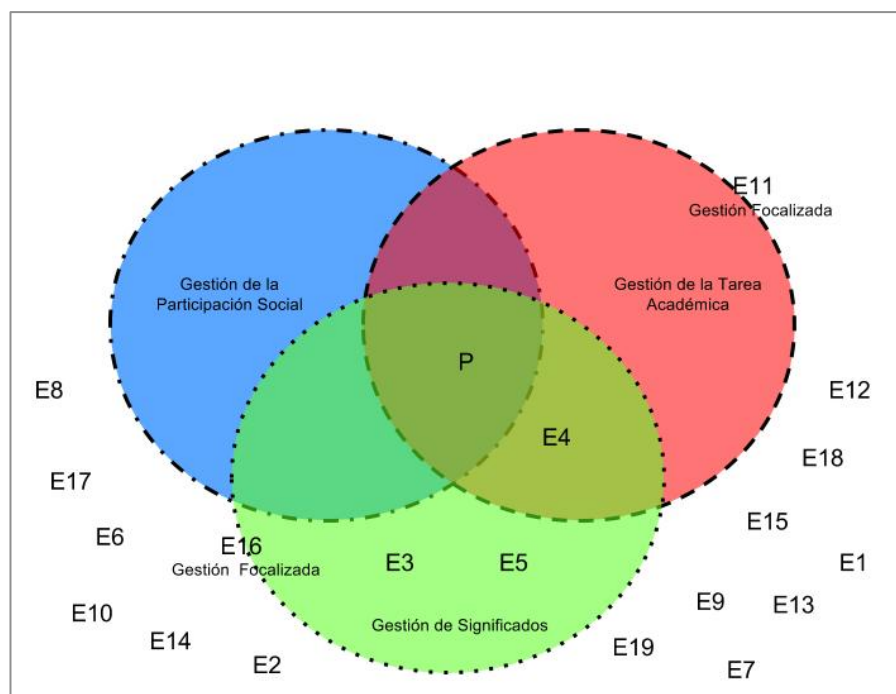 E11
Gestión Focalizada
Gestión de la
Participación Social
Gestión de la Tarea
Académica
P
E8
E12
E4
E18
E17
E15
E6
E16
Gestión Focalizada
E3
E5
E1
E9
E13
E10
Gestión de Significados
E14
E19
E2
E7